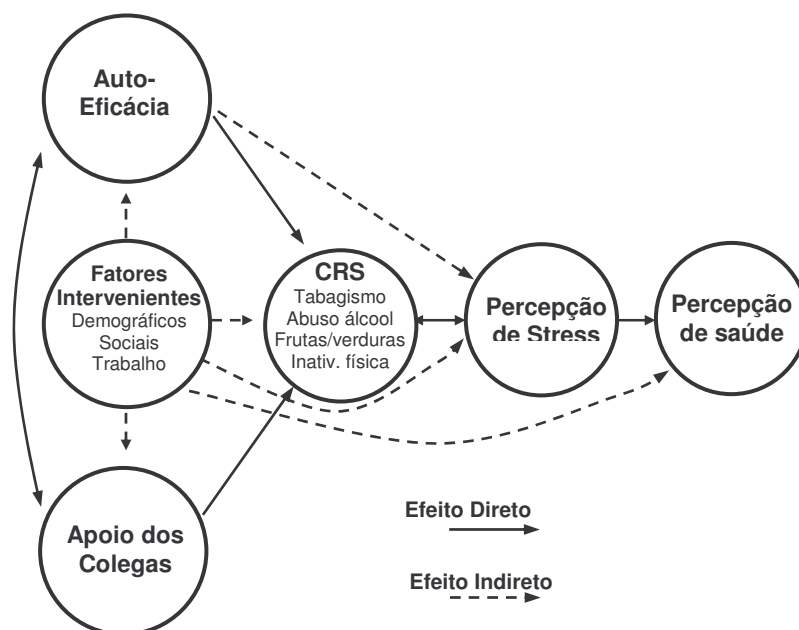 Auto-
Eficácia
Fatores
Intervenientes
Demográficos
Sociais
Trabalho
CRS
Tabagismo
Abuso álcool
Frutas/verduras
Inativ. física
Percepção
de Stress
Percepção
de saúde
Apoio dos
Colegas
Efeito Direto
Efeito Indireto